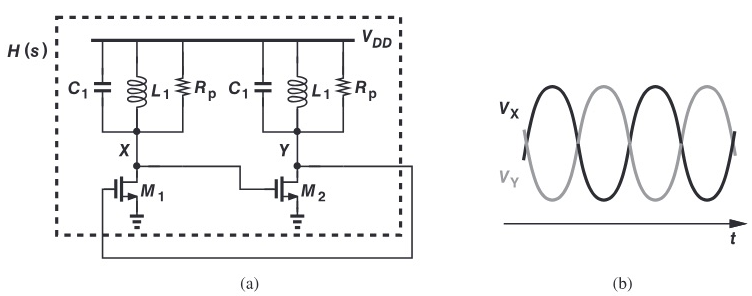 H(s)
V_DD
C_1 L_1 R_p C_1 L_1 R_p
X Y
M_1 M_2
(a)
V_X
V_Y
t
(b)